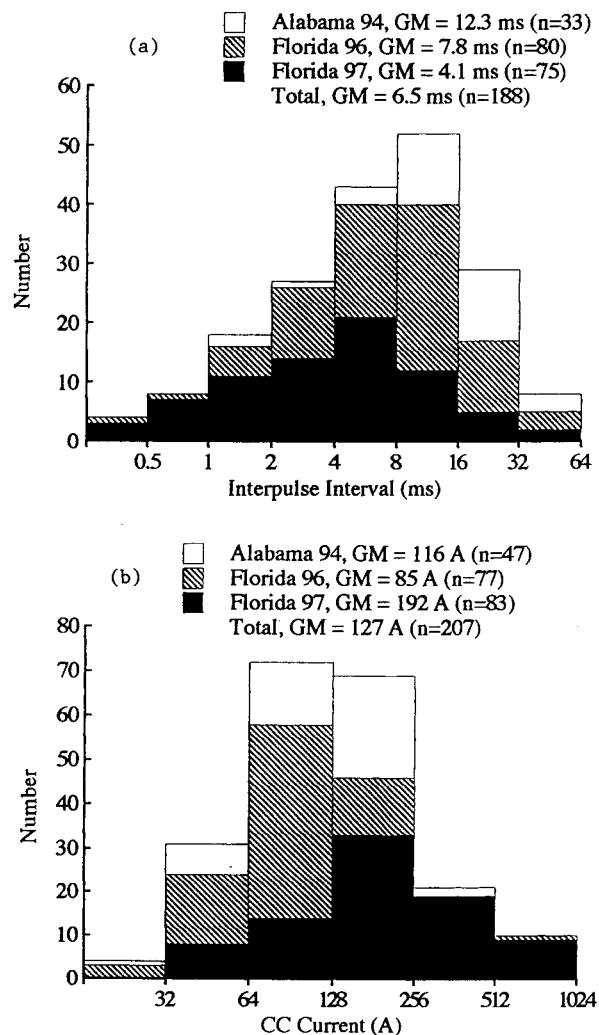 (a)
Alabama 94, GM = 12.3 ms (n=33)
Florida 96, GM = 7.8 ms (n=80)
Florida 97, GM = 4.1 ms (n=75)
Total, GM = 6.5 ms (n=188)
60
50
40
30
20
10
0
Number
0.5 1 2 4 8 16 32 64
Interpulse Interval (ms)
(b)
Alabama 94, GM = 116 A (n=47)
Florida 96, GM = 85 A (n=77)
Florida 97, GM = 192 A (n=83)
Total, GM = 127 A (n=207)
80
70
60
50
40
30
20
10
0
Number
32 64 128 256 512 1024
CC Current (A)